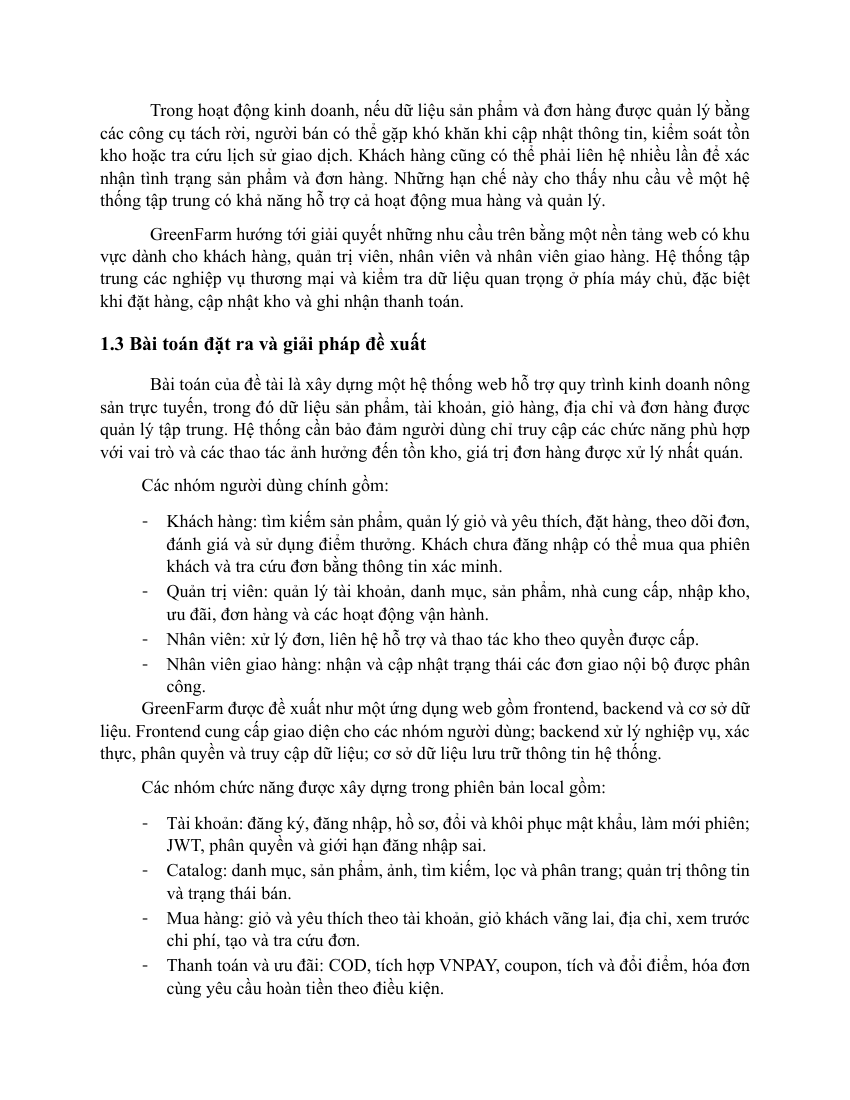 Trong hoạt động kinh doanh, nếu dữ liệu sản phẩm và đơn hàng được quản lý bằng
các công cụ tách rời, người bán có thể gặp khó khăn khi cập nhật thông tin, kiểm soát tồn
kho hoặc tra cứu lịch sử giao dịch. Khách hàng cũng có thể phải liên hệ nhiều lần để xác
nhận tình trạng sản phẩm và đơn hàng. Những hạn chế này cho thấy nhu cầu về một hệ
thống tập trung có khả năng hỗ trợ cả hoạt động mua hàng và quản lý.
GreenFarm hướng tới giải quyết những nhu cầu trên bằng một nền tảng web có khu
vực dành cho khách hàng, quản trị viên, nhân viên và nhân viên giao hàng. Hệ thống tập
trung các nghiệp vụ thương mại và kiểm tra dữ liệu quan trọng ở phía máy chủ, đặc biệt
khi đặt hàng, cập nhật kho và ghi nhận thanh toán.
1.3 Bài toán đặt ra và giải pháp đề xuất
Bài toán của đề tài là xây dựng một hệ thống web hỗ trợ quy trình kinh doanh nông
sản trực tuyến, trong đó dữ liệu sản phẩm, tài khoản, giỏ hàng, địa chỉ và đơn hàng được
quản lý tập trung. Hệ thống cần bảo đảm người dùng chỉ truy cập các chức năng phù hợp
với vai trò và các thao tác ảnh hưởng đến tồn kho, giá trị đơn hàng được xử lý nhất quán.
Các nhóm người dùng chính gồm:
- Khách hàng: tìm kiếm sản phẩm, quản lý giỏ và yêu thích, đặt hàng, theo dõi đơn,
đánh giá và sử dụng điểm thưởng. Khách chưa đăng nhập có thể mua qua phiên
khách và tra cứu đơn bằng thông tin xác minh.
- Quản trị viên: quản lý tài khoản, danh mục, sản phẩm, nhà cung cấp, nhập kho,
ưu đãi, đơn hàng và các hoạt động vận hành.
- Nhân viên: xử lý đơn, liên hệ hỗ trợ và thao tác kho theo quyền được cấp.
- Nhân viên giao hàng: nhận và cập nhật trạng thái các đơn giao nội bộ được phân
công.
GreenFarm được đề xuất như một ứng dụng web gồm frontend, backend và cơ sở dữ
liệu. Frontend cung cấp giao diện cho các nhóm người dùng; backend xử lý nghiệp vụ, xác
thực, phân quyền và truy cập dữ liệu; cơ sở dữ liệu lưu trữ thông tin hệ thống.
Các nhóm chức năng được xây dựng trong phiên bản local gồm:
- Tài khoản: đăng ký, đăng nhập, hồ sơ, đổi và khôi phục mật khẩu, làm mới phiên;
JWT, phân quyền và giới hạn đăng nhập sai.
- Catalog: danh mục, sản phẩm, ảnh, tìm kiếm, lọc và phân trang; quản trị thông tin
và trạng thái bán.
- Mua hàng: giỏ và yêu thích theo tài khoản, giỏ khách vãng lai, địa chỉ, xem trước
chi phí, tạo và tra cứu đơn.
- Thanh toán và ưu đãi: COD, tích hợp VNPAY, coupon, tích và đổi điểm, hóa đơn
cùng yêu cầu hoàn tiền theo điều kiện.